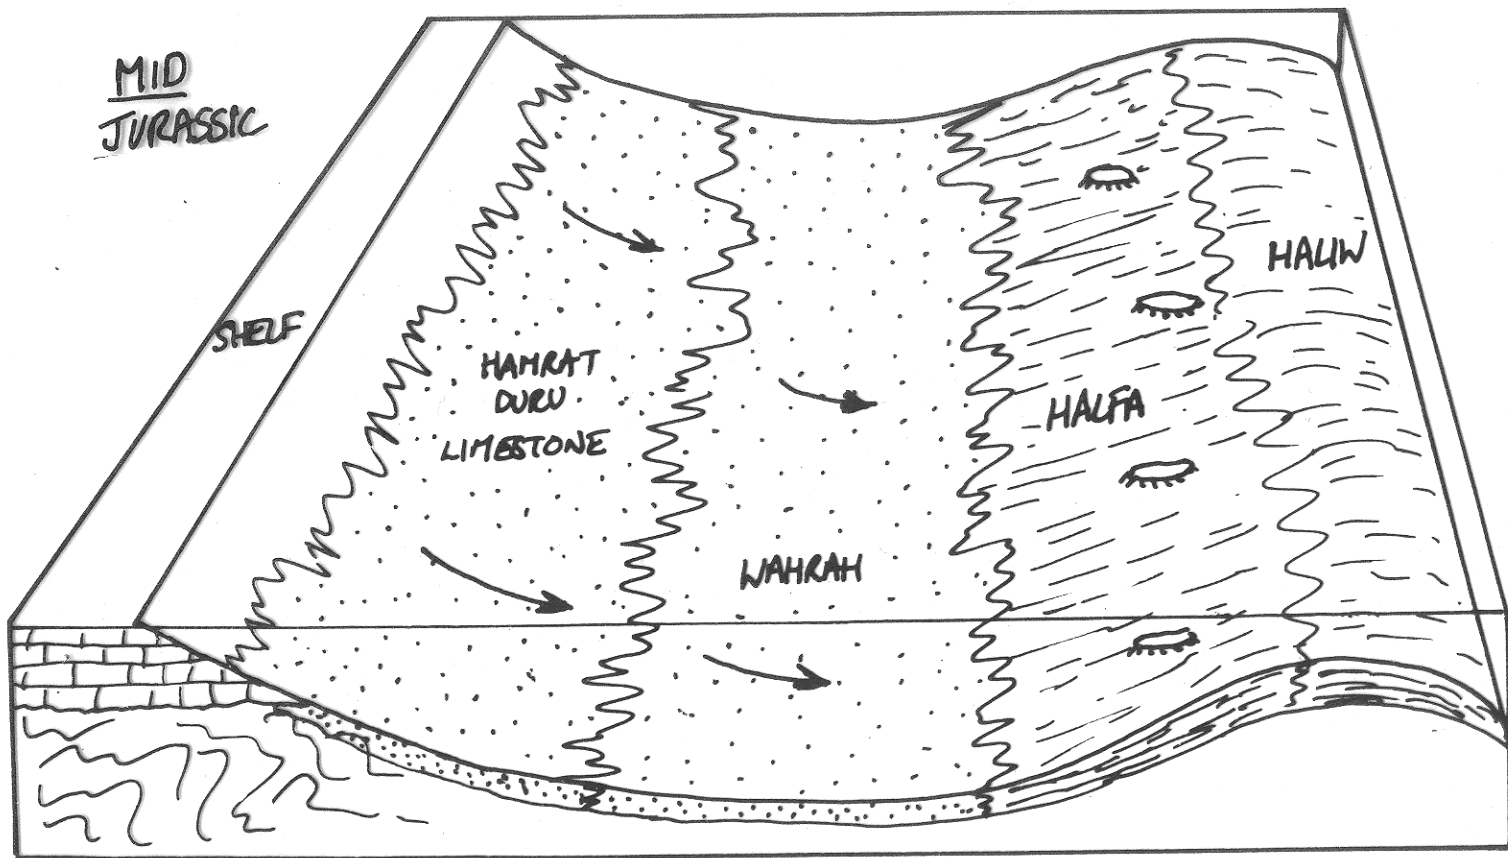 MID
JURASSIC
SHELF
HAMRAT
DURU
LIMESTONE
WAHRAH
HALFA
HALIW